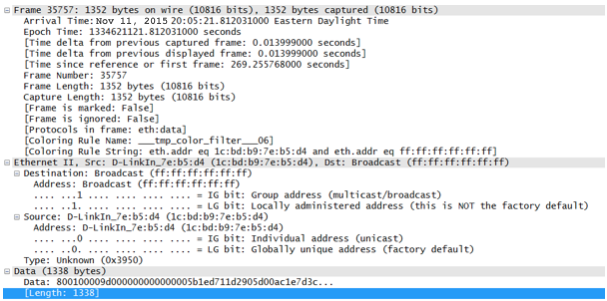 Frame 35757: 1352 bytes on wire (10816 bits), 1352 bytes captured (10816 bits)
Arrival Time: Nov 11, 2015 20:05:21.812031000 Eastern Daylight Time
Epoch Time: 1334621121.812031000 seconds
[Time delta from previous captured frame: 0.013999000 seconds]
[Time delta from previous displayed frame: 0.013999000 seconds]
[Time since reference or first frame: 269.255768000 seconds]
Frame Number: 35757
Frame Length: 1352 bytes (10816 bits)
Capture Length: 1352 bytes (10816 bits)
[Frame is marked: False]
[Frame is ignored: False]
[Protocols in frame: eth:data]
[Coloring Rule Name: ___tmp_color_filter___06]
[Coloring Rule String: eth.addr eq 1c:bd:b9:7e:b5:d4 and eth.addr eq ff:ff:ff:ff:ff:ff]
Ethernet II, Src: D-LinkIn_7e:b5:d4 (1c:bd:b9:7e:b5:d4), Dst: Broadcast (ff:ff:ff:ff:ff:ff)
Destination: Broadcast (ff:ff:ff:ff:ff:ff)
Address: Broadcast (ff:ff:ff:ff:ff:ff)
.... ...1 .... .... .... .... = IG bit: Group address (multicast/broadcast)
.... ..1. .... .... .... .... = LG bit: Locally administered address (this is NOT the factory default)
Source: D-LinkIn_7e:b5:d4 (1c:bd:b9:7e:b5:d4)
Address: D-LinkIn_7e:b5:d4 (1c:bd:b9:7e:b5:d4)
.... ...0 .... .... .... .... = IG bit: Individual address (unicast)
.... ..0. .... .... .... .... = LG bit: Globally unique address (factory default)
Type: Unknown (0x3950)
Data (1338 bytes)
Data: 800100009d000000000000005b1ed711d2905d00ac1e7d3c...
[Length: 1338]